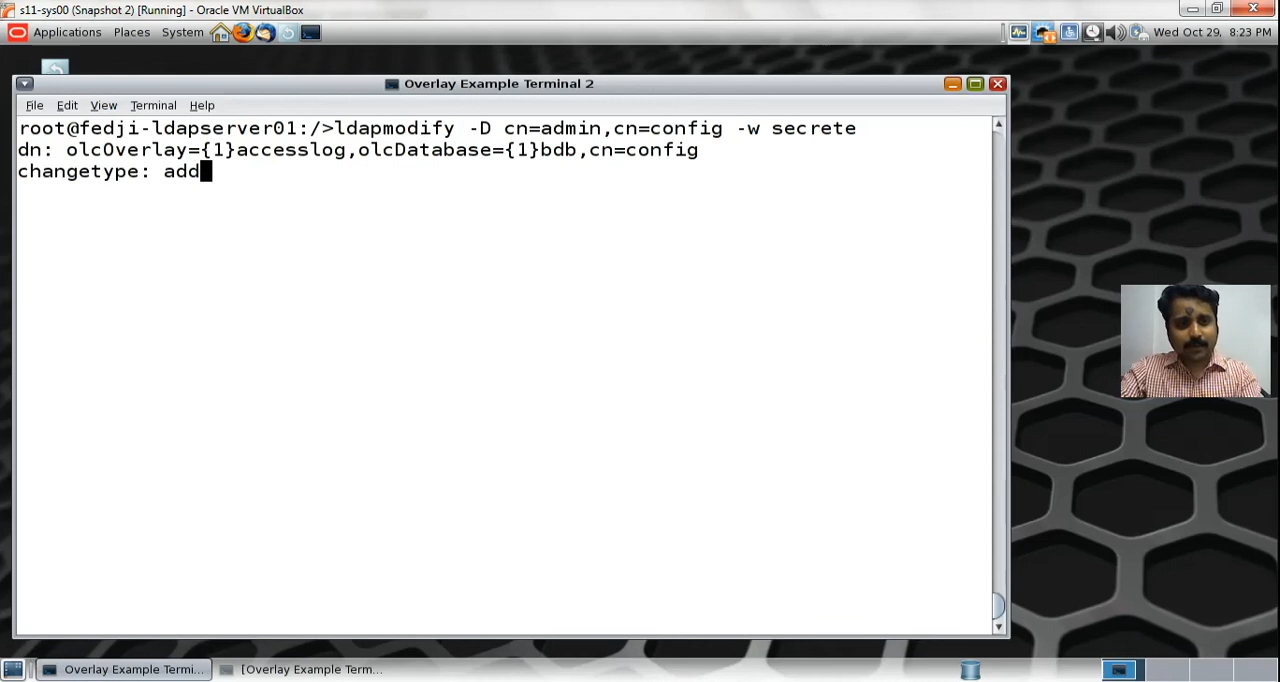 s11-sys00 (Snapshot 2) [Running] - Oracle VM VirtualBox
Applications Places System Wed Oct 29, 8:23 PM
Overlay Example Terminal 2
File Edit View Terminal Help
root@fedji-ldapserver01:/>ldapmodify -D cn=admin,cn=config -w secrete
dn: olcOverlay={1}accesslog,olcDatabase={1}bdb,cn=config
changetype: add
Overlay Example Termi... [Overlay Example Term...